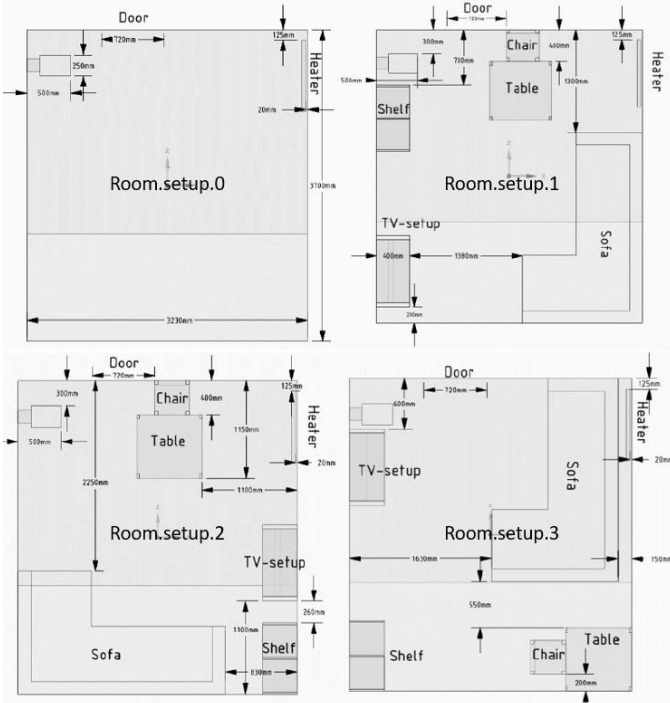 Door
720mm
125mm
250mm
500mm
Heater
20mm
Room.setup.0
3700mm
3230mm
Door
720mm
300mm
700mm
Chair
400mm
125mm
500mm
1300mm
Heater
Shelf
Table
Room.setup.1
TV-setup
Sofa
400mm
1380mm
210mm
Door
720mm
300mm
Chair
400mm
125mm
500mm
Table
1150mm
Heater
20mm
1100mm
2250mm
Room.setup.2
TV-setup
260mm
1100mm
Sofa
Shelf
830mm
Door
720mm
125mm
600mm
Heater
TV-setup
Sofa
20mm
Room.setup.3
1630mm
150mm
550mm
Shelf
Chair
Table
200mm